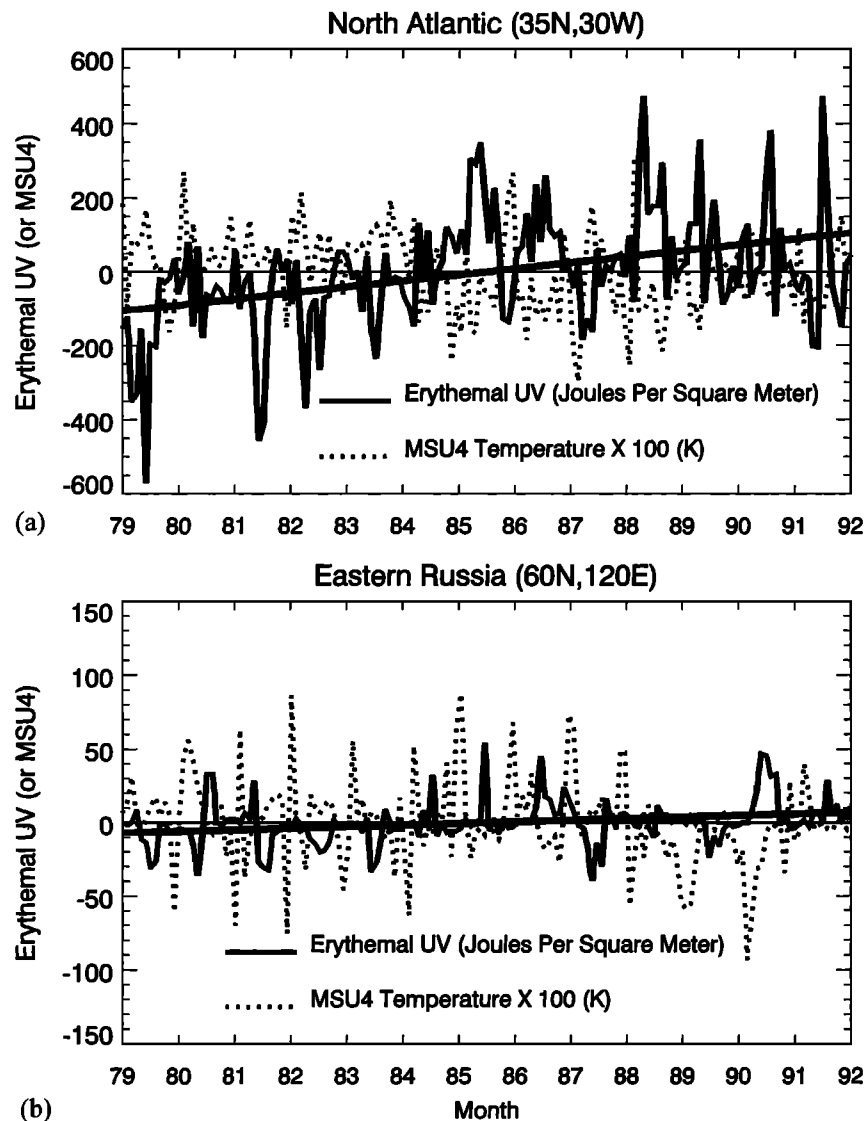 North Atlantic (35N,30W)
600
400
200
0
-200
-400
-600
Erythemal UV (or MSU4)
Erythemal UV (Joules Per Square Meter)
MSU4 Temperature X 100 (K)
(a)
79 80 81 82 83 84 85 86 87 88 89 90 91 92
Eastern Russia (60N,120E)
150
100
50
0
-50
-100
-150
Erythemal UV (or MSU4)
Erythemal UV (Joules Per Square Meter)
MSU4 Temperature X 100 (K)
79 80 81 82 83 84 85 86 87 88 89 90 91 92
(b)
Month